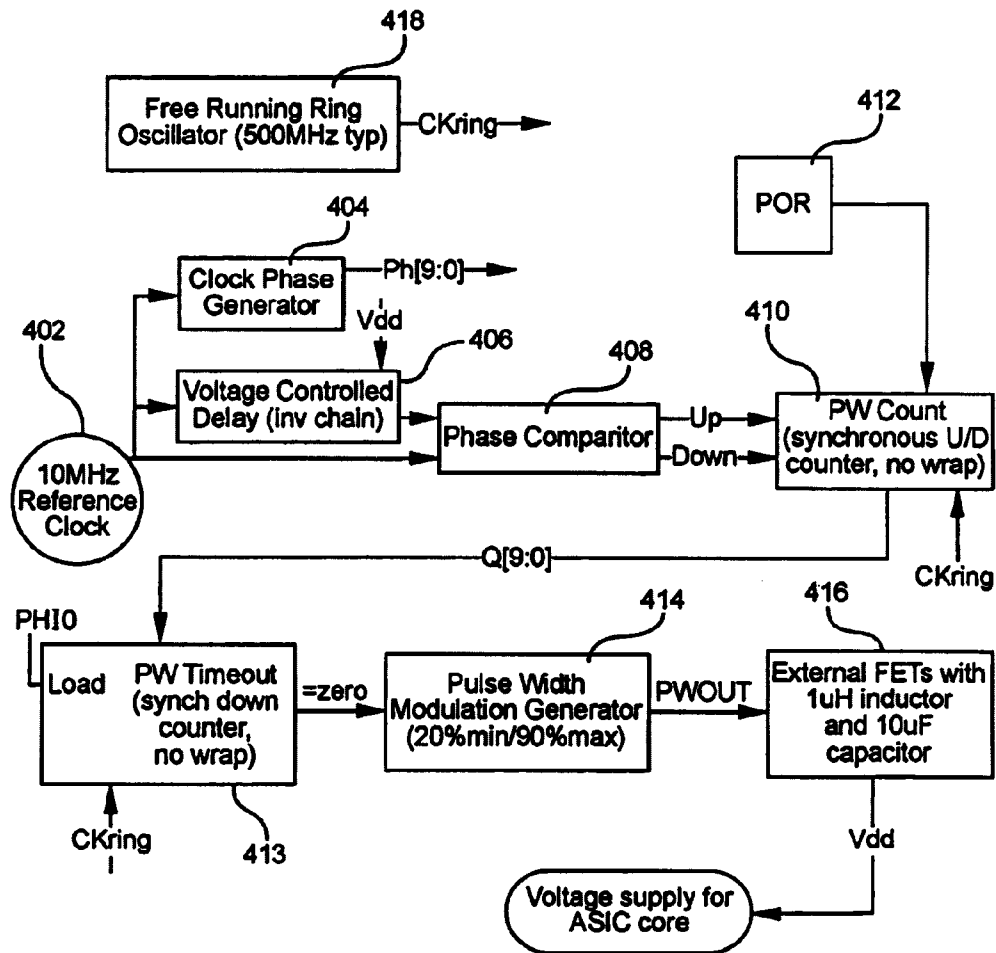 418
Free Running Ring
Oscillator (500MHz typ)
CKring
412
POR
404
Clock Phase
Generator
Ph[9:0]
Vdd
402
406
408
410
Voltage Controlled
Delay (inv chain)
Phase Comparitor
Up
Down
PW Count
(synchronous U/D
counter, no wrap)
10MHz
Reference
Clock
Q[9:0]
CKring
PHI0
414
416
Load
PW Timeout
(synch down
counter,
no wrap)
=zero
Pulse Width
Modulation Generator
(20%min/90%max)
PWOUT
External FETs with
1uH inductor
and 10uF
capacitor
CKring
413
Vdd
Voltage supply for
ASIC core